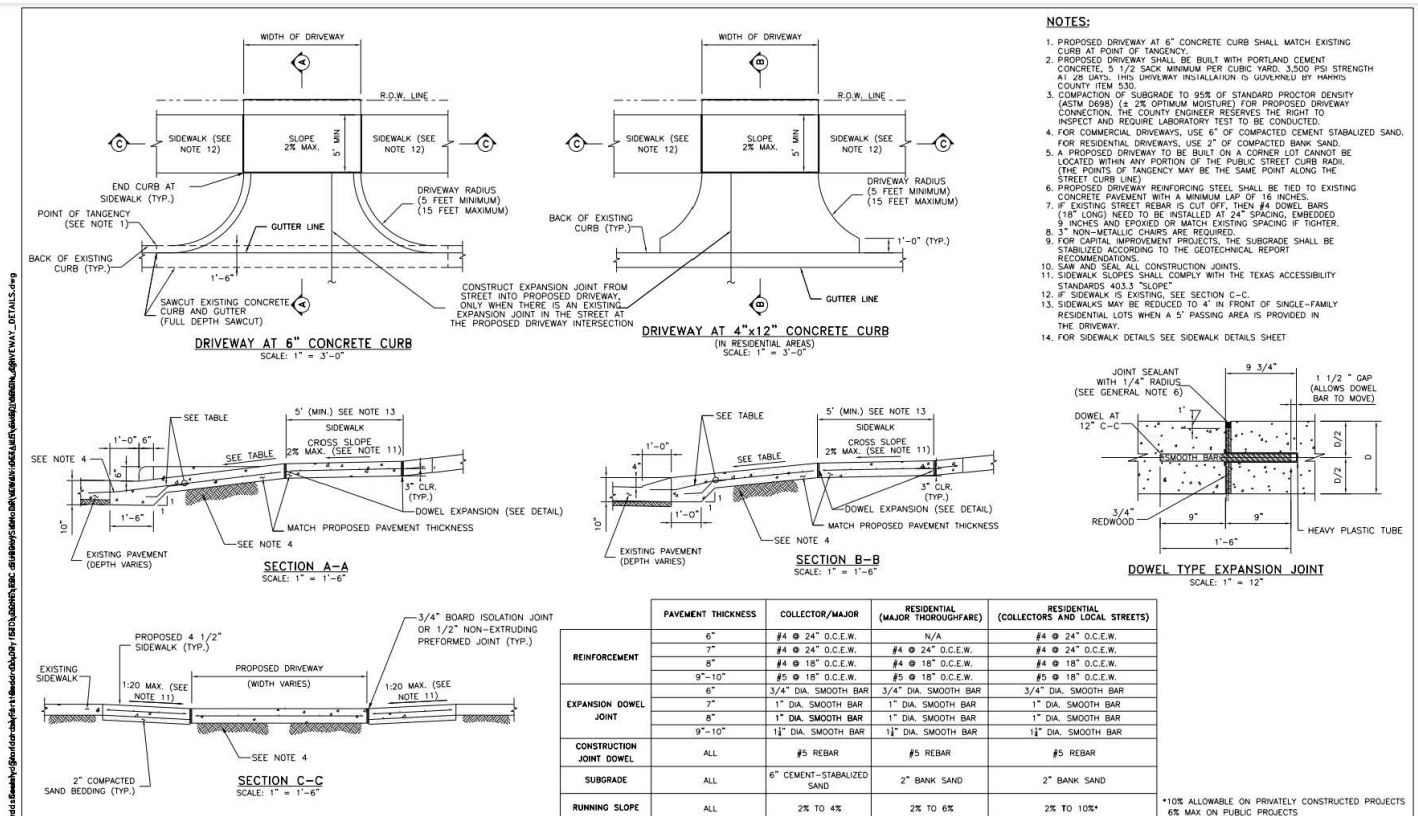 WIDTH OF DRIVEWAY
A
R.O.W. LINE
C
SIDEWALK (SEE
NOTE 12)
SLOPE
2% MAX.
5' MIN
SIDEWALK (SEE
NOTE 12)
C
END CURB AT
SIDEWALK (TYP.)
POINT OF TANGENCY
(SEE NOTE 1)
DRIVEWAY RADIUS
(5 FEET MINIMUM)
(15 FEET MAXIMUM)
GUTTER LINE
BACK OF EXISTING
CURB (TYP.)
1'-6"
SAWCUT EXISTING CONCRETE
CURB AND GUTTER
(FULL DEPTH SAWCUT)
A
CONSTRUCT EXPANSION JOINT FROM
STREET INTO PROPOSED DRIVEWAY,
ONLY WHEN THERE IS AN EXISTING
EXPANSION JOINT IN THE STREET AT
THE PROPOSED DRIVEWAY INTERSECTION
DRIVEWAY AT 6" CONCRETE CURB
SCALE: 1" = 3'-0"
WIDTH OF DRIVEWAY
B
R.O.W. LINE
C
SIDEWALK (SEE
NOTE 12)
SLOPE
2% MAX.
5' MIN
SIDEWALK (SEE
NOTE 12)
C
DRIVEWAY RADIUS
(5 FEET MINIMUM)
(15 FEET MAXIMUM)
BACK OF EXISTING
CURB (TYP.)
1'-0" (TYP.)
B
GUTTER LINE
DRIVEWAY AT 4"x12" CONCRETE CURB
(IN RESIDENTIAL AREAS)
SCALE: 1" = 3'-0"
NOTES:
1. PROPOSED DRIVEWAY AT 6" CONCRETE CURB SHALL MATCH EXISTING
CURB AT POINT OF TANGENCY.
2. PROPOSED DRIVEWAY SHALL BE BUILT WITH PORTLAND CEMENT
CONCRETE, 5 1/2 SACK MINIMUM PER CUBIC YARD. 3,500 PSI STRENGTH
AT 28 DAYS. THIS DRIVEWAY INSTALLATION IS GOVERNED BY HARRIS
COUNTY ITEM 530.
3. COMPACTION OF SUBGRADE TO 95% OF STANDARD PROCTOR DENSITY
(ASTM D698) (± 2% OPTIMUM MOISTURE) FOR PROPOSED DRIVEWAY
CONNECTION. THE COUNTY ENGINEER RESERVES THE RIGHT TO
INSPECT AND REQUIRE LABORATORY TEST TO BE CONDUCTED.
4. FOR COMMERCIAL DRIVEWAYS, USE 6" OF COMPACTED CEMENT STABALIZED SAND.
FOR RESIDENTIAL DRIVEWAYS, USE 2" OF COMPACTED BANK SAND.
5. A PROPOSED DRIVEWAY TO BE BUILT ON A CORNER LOT CANNOT BE
LOCATED WITHIN ANY PORTION OF THE PUBLIC STREET CURB RADII.
(THE POINTS OF TANGENCY MAY BE THE SAME POINT ALONG THE
STREET CURB LINE)
6. PROPOSED DRIVEWAY REINFORCING STEEL SHALL BE TIED TO EXISTING
CONCRETE PAVEMENT WITH A MINIMUM LAP OF 16 INCHES.
7. IF EXISTING STREET REBAR IS CUT OFF, THEN #4 DOWEL BARS
(18" LONG) NEED TO BE INSTALLED AT 24" SPACING, EMBEDDED
9 INCHES AND EPOXIED OR MATCH EXISTING SPACING IF TIGHTER.
8. 3" NON-METALLIC CHAIRS ARE REQUIRED.
9. FOR CAPITAL IMPROVEMENT PROJECTS, THE SUBGRADE SHALL BE
STABILIZED ACCORDING TO THE GEOTECHNICAL REPORT
RECOMMENDATIONS.
10. SAW AND SEAL ALL CONSTRUCTION JOINTS.
11. SIDEWALK SLOPES SHALL COMPLY WITH THE TEXAS ACCESSIBILITY
STANDARDS 403.3 "SLOPE"
12. IF SIDEWALK IS EXISTING, SEE SECTION C-C.
13. SIDEWALKS MAY BE REDUCED TO 4' IN FRONT OF SINGLE-FAMILY
RESIDENTIAL LOTS WHEN A 5' PASSING AREA IS PROVIDED IN
THE DRIVEWAY.
14. FOR SIDEWALK DETAILS SEE SIDEWALK DETAILS SHEET
SEE TABLE
5' (MIN.) SEE NOTE 13
SIDEWALK
CROSS SLOPE
2% MAX. (SEE NOTE 11)
1'-0" 6"
SEE NOTE 4
6"
SEE TABLE
1
1
3" CLR.
(TYP.)
DOWEL EXPANSION (SEE DETAIL)
10"
1'-6"
MATCH PROPOSED PAVEMENT THICKNESS
SEE NOTE 4
EXISTING PAVEMENT
(DEPTH VARIES)
SECTION A-A
SCALE: 1" = 1'-6"
SEE TABLE
5' (MIN.) SEE NOTE 13
SIDEWALK
CROSS SLOPE
2% MAX. (SEE NOTE 11)
1'-0"
4"
SEE TABLE
1
1
3" CLR.
(TYP.)
DOWEL EXPANSION (SEE DETAIL)
10"
1'-0"
MATCH PROPOSED PAVEMENT THICKNESS
SEE NOTE 4
EXISTING PAVEMENT
(DEPTH VARIES)
SECTION B-B
SCALE: 1" = 1'-6"
JOINT SEALANT
WITH 1/4" RADIUS
(SEE GENERAL NOTE 6)
9 3/4"
1 1/2 " GAP
(ALLOWS DOWEL
BAR TO MOVE)
DOWEL AT
12" C-C
1"
SMOOTH BAR
D/2
D/2
D
3/4"
REDWOOD
9"
9"
1'-6"
HEAVY PLASTIC TUBE
DOWEL TYPE EXPANSION JOINT
SCALE: 1" = 12"
3/4" BOARD ISOLATION JOINT
OR 1/2" NON-EXTRUDING
PREFORMED JOINT (TYP.)
PROPOSED 4 1/2"
SIDEWALK (TYP.)
EXISTING
SIDEWALK
1:20 MAX. (SEE
NOTE 11)
PROPOSED DRIVEWAY
(WIDTH VARIES)
1:20 MAX. (SEE
NOTE 11)
SEE NOTE 4
2" COMPACTED
SAND BEDDING (TYP.)
SECTION C-C
SCALE: 1" = 1'-6"
PAVEMENT THICKNESS COLLECTOR/MAJOR RESIDENTIAL (MAJOR THOROUGHFARE) RESIDENTIAL (COLLECTORS AND LOCAL STREETS)
REINFORCEMENT
6" #4 @ 24" O.C.E.W. N/A #4 @ 24" O.C.E.W.
7" #4 @ 24" O.C.E.W. #4 @ 24" O.C.E.W. #4 @ 24" O.C.E.W.
8" #4 @ 18" O.C.E.W. #4 @ 18" O.C.E.W. #4 @ 18" O.C.E.W.
9"-10" #5 @ 18" O.C.E.W. #5 @ 18" O.C.E.W. #5 @ 18" O.C.E.W.
EXPANSION DOWEL JOINT
6" 3/4" DIA. SMOOTH BAR 3/4" DIA. SMOOTH BAR 3/4" DIA. SMOOTH BAR
7" 1" DIA. SMOOTH BAR 1" DIA. SMOOTH BAR 1" DIA. SMOOTH BAR
8" 1" DIA. SMOOTH BAR 1" DIA. SMOOTH BAR 1" DIA. SMOOTH BAR
9"-10" 1¼" DIA. SMOOTH BAR 1¼" DIA. SMOOTH BAR 1¼" DIA. SMOOTH BAR
CONSTRUCTION JOINT DOWEL ALL #5 REBAR #5 REBAR #5 REBAR
SUBGRADE ALL 6" CEMENT-STABALIZED SAND 2" BANK SAND 2" BANK SAND
RUNNING SLOPE ALL 2% TO 4% 2% TO 6% 2% TO 10%*
*10% ALLOWABLE ON PRIVATELY CONSTRUCTED PROJECTS
6% MAX ON PUBLIC PROJECTS